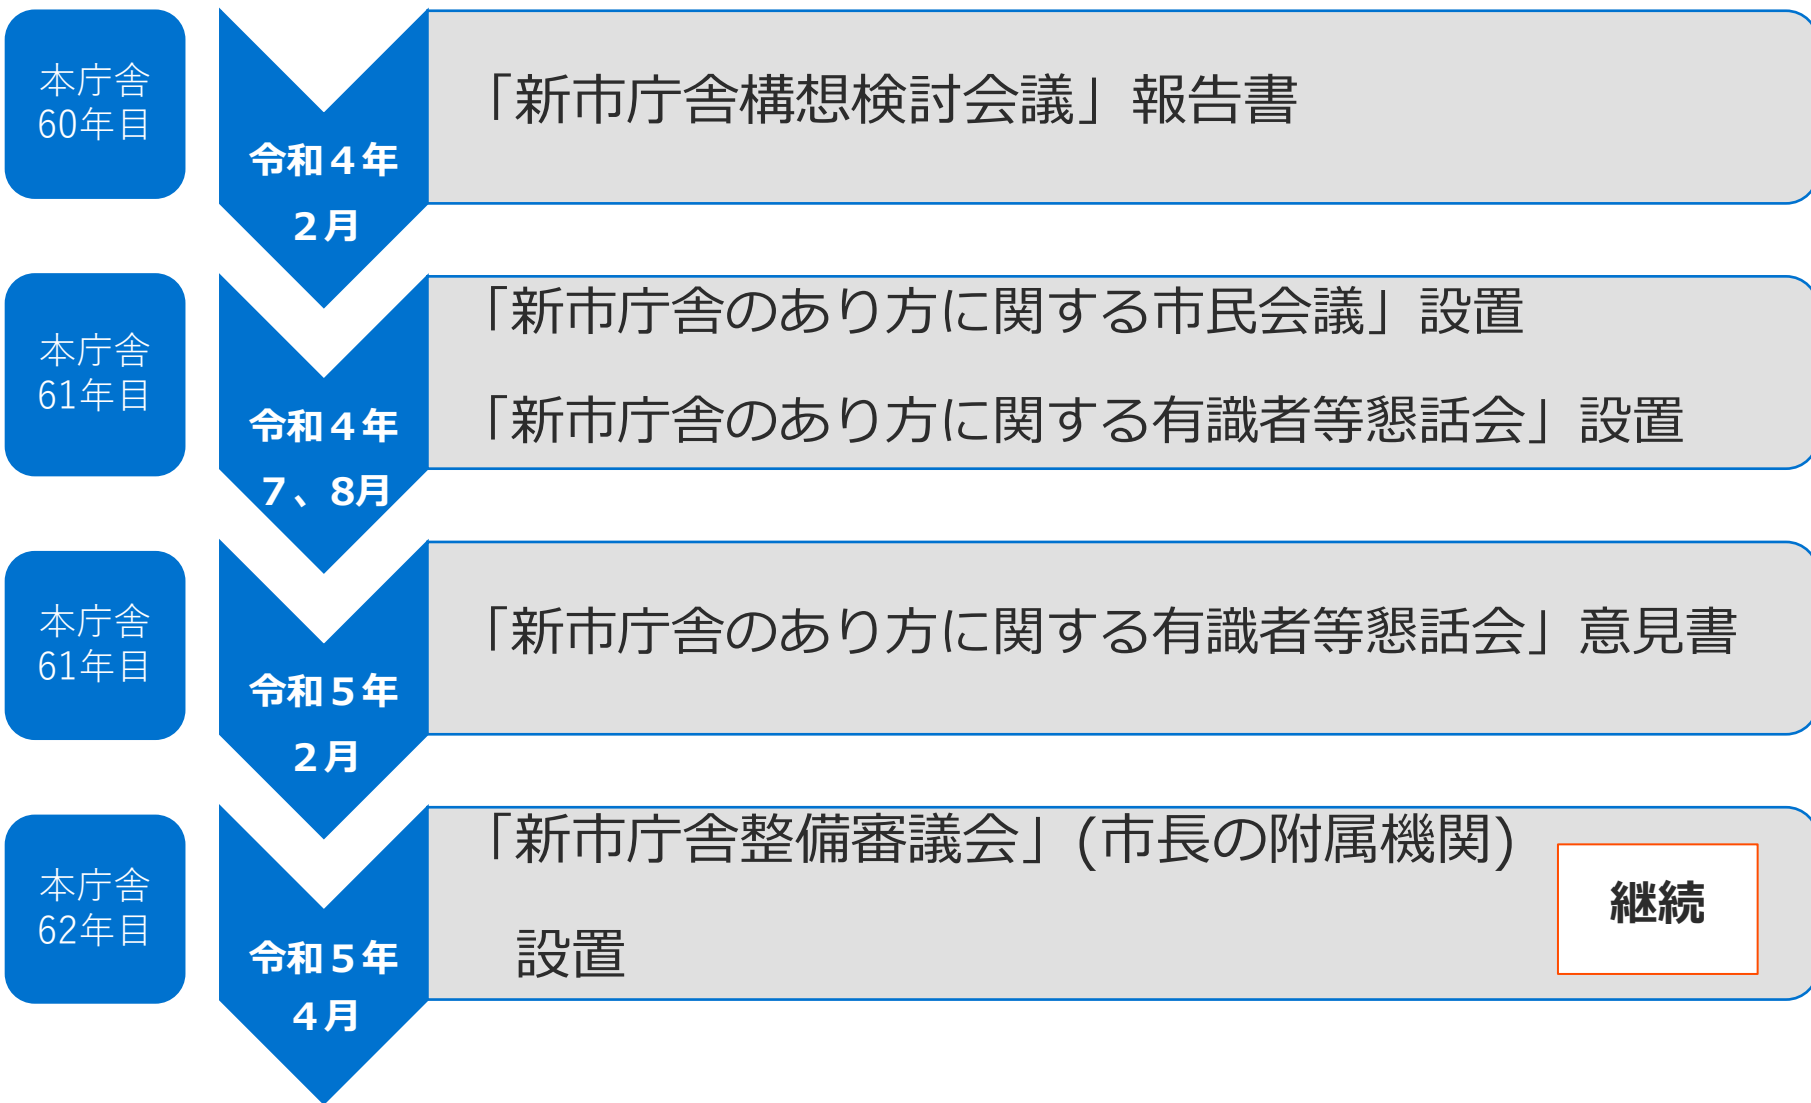 本庁舎
60年目
令和４年
２月
「新市庁舎構想検討会議」報告書
本庁舎
61年目
令和４年
７、8月
「新市庁舎のあり方に関する市民会議」設置
「新市庁舎のあり方に関する有識者等懇話会」設置
本庁舎
61年目
令和５年
２月
「新市庁舎のあり方に関する有識者等懇話会」意見書
本庁舎
62年目
令和５年
４月
「新市庁舎整備審議会」(市長の附属機関)
設置
継続